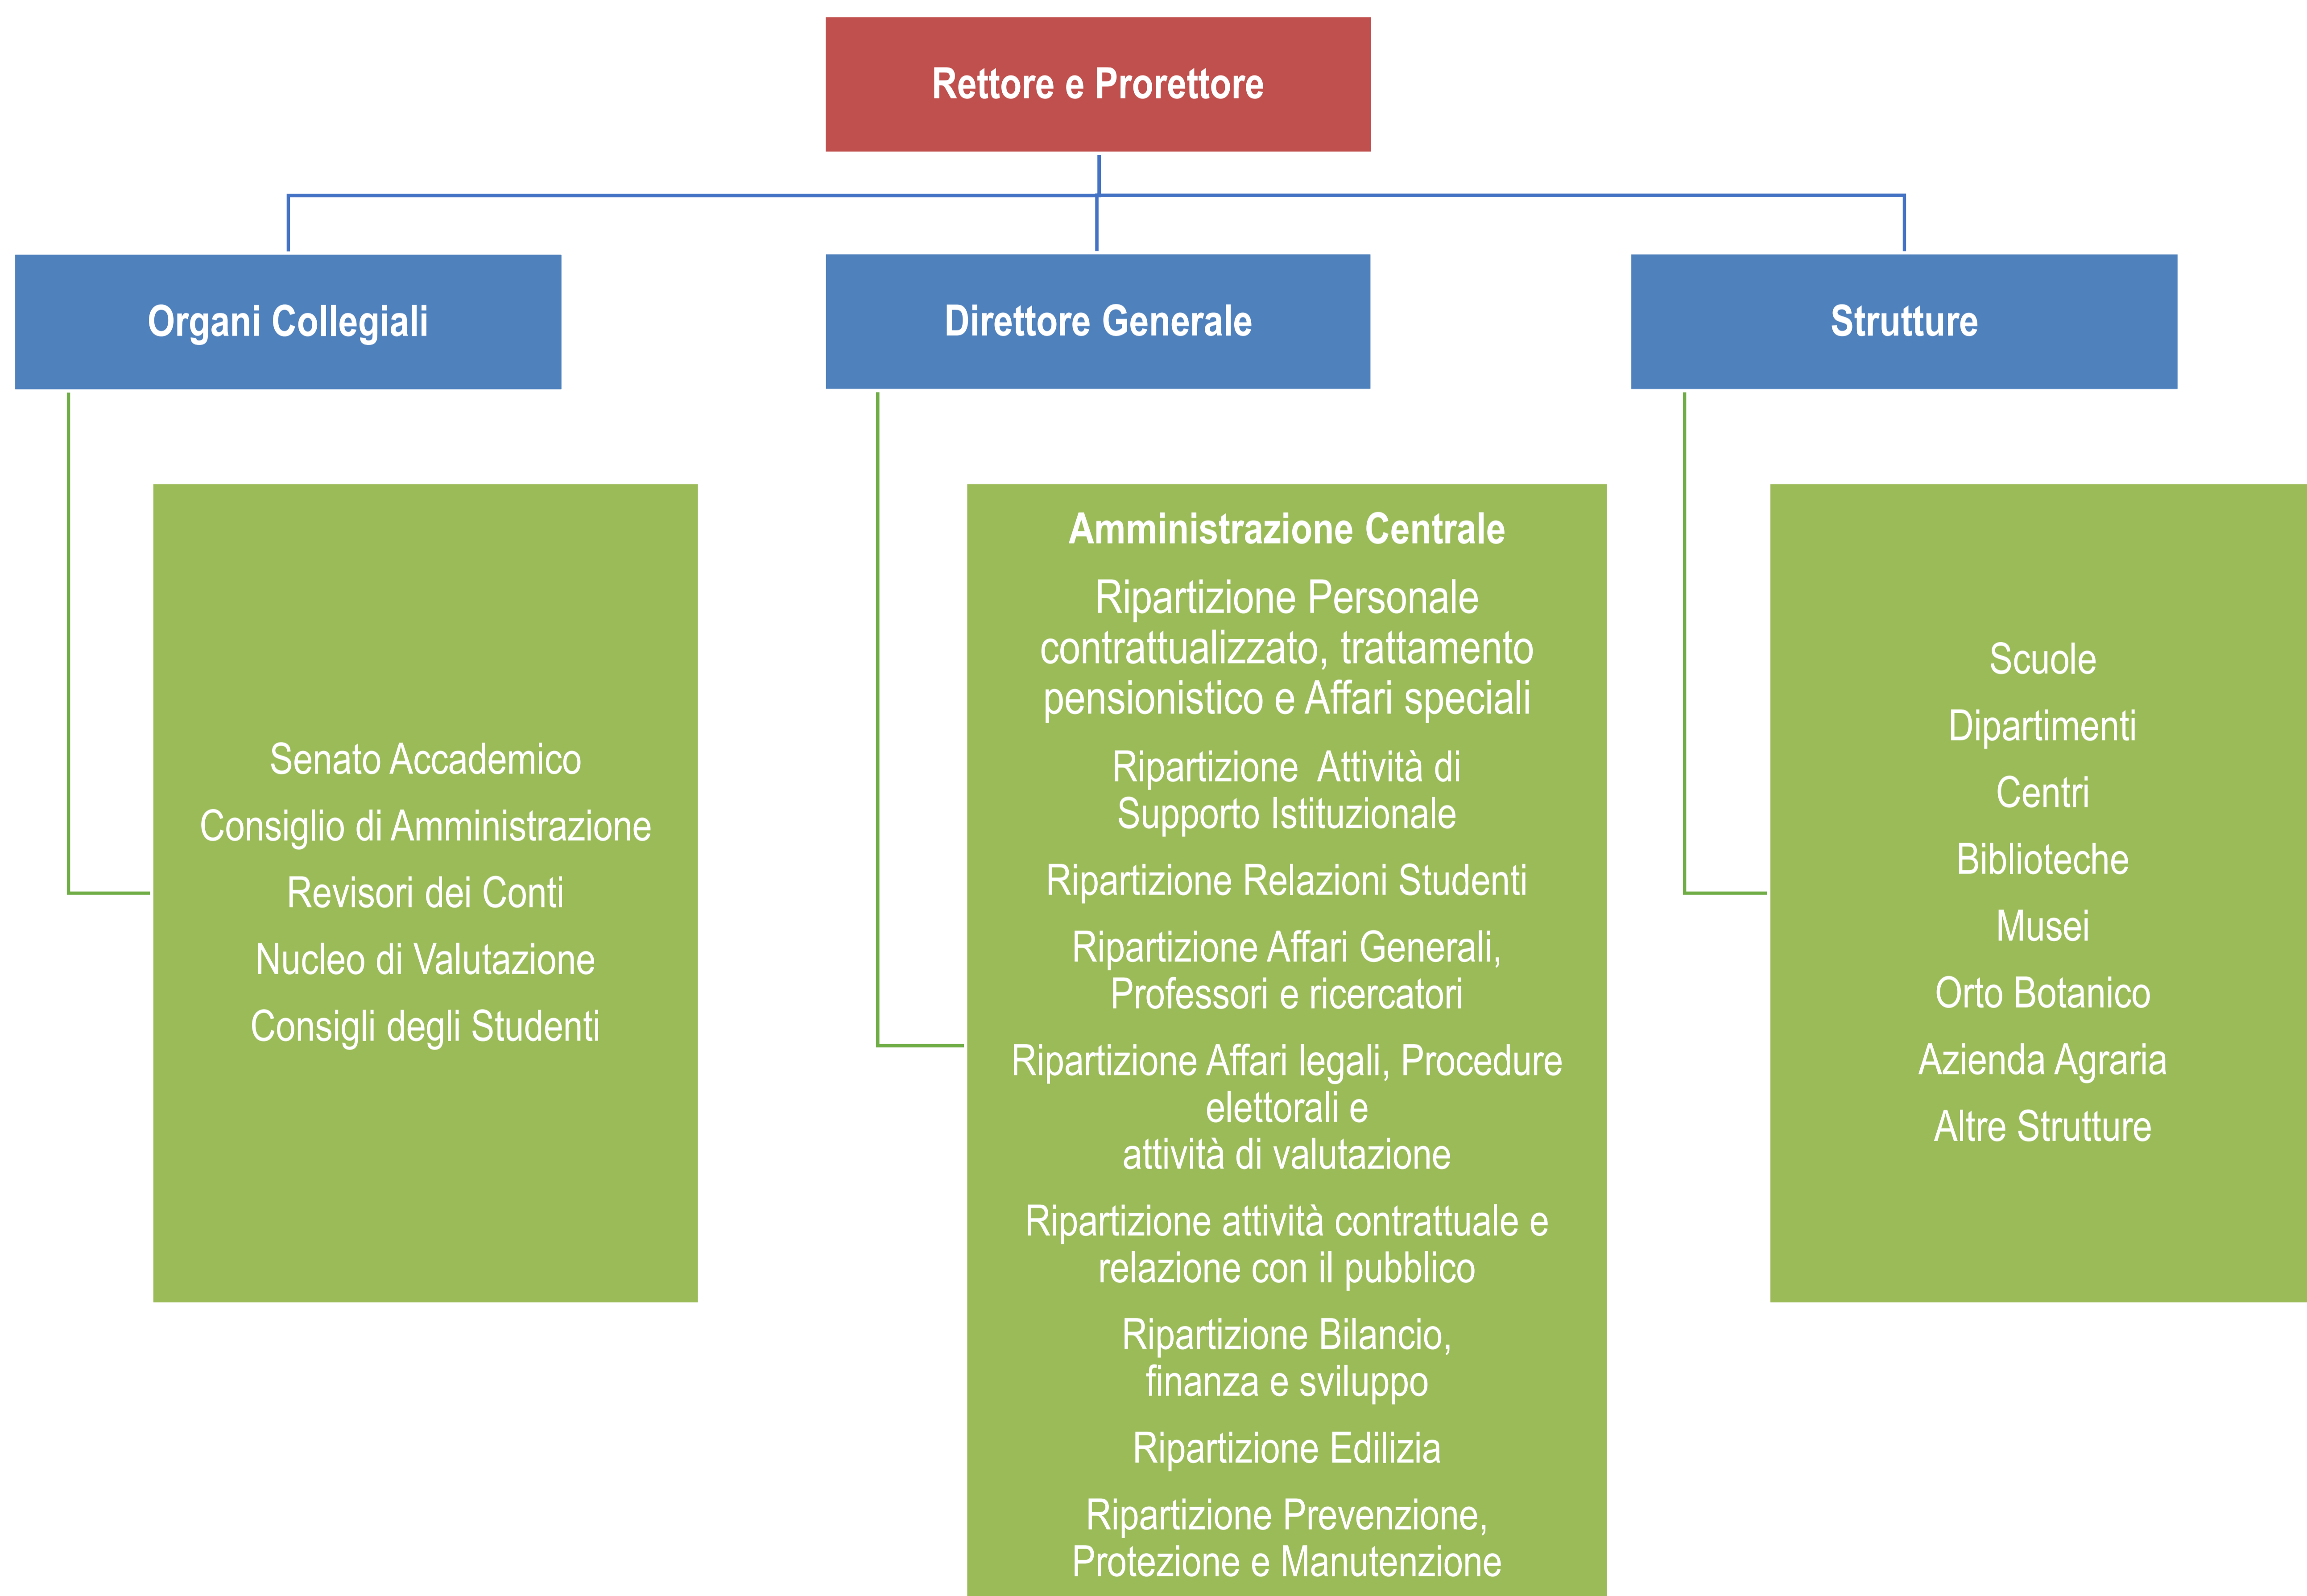 Rettore e Prorettore
Organi Collegiali
Direttore Generale
Strutture
Senato Accademico
Consiglio di Amministrazione
Revisori dei Conti
Nucleo di Valutazione
Consigli degli Studenti
Amministrazione Centrale
Ripartizione Personale
contrattualizzato, trattamento
pensionistico e Affari speciali
Ripartizione  Attività di
Supporto Istituzionale
Ripartizione Relazioni Studenti
Ripartizione Affari Generali,
Professori e ricercatori
Ripartizione Affari legali, Procedure
elettorali e
attività di valutazione
Ripartizione attività contrattuale e
relazione con il pubblico
Ripartizione Bilancio,
finanza e sviluppo
Ripartizione Edilizia
Ripartizione Prevenzione,
Protezione e Manutenzione
Scuole
Dipartimenti
Centri
Biblioteche
Musei
Orto Botanico
Azienda Agraria
Altre Strutture